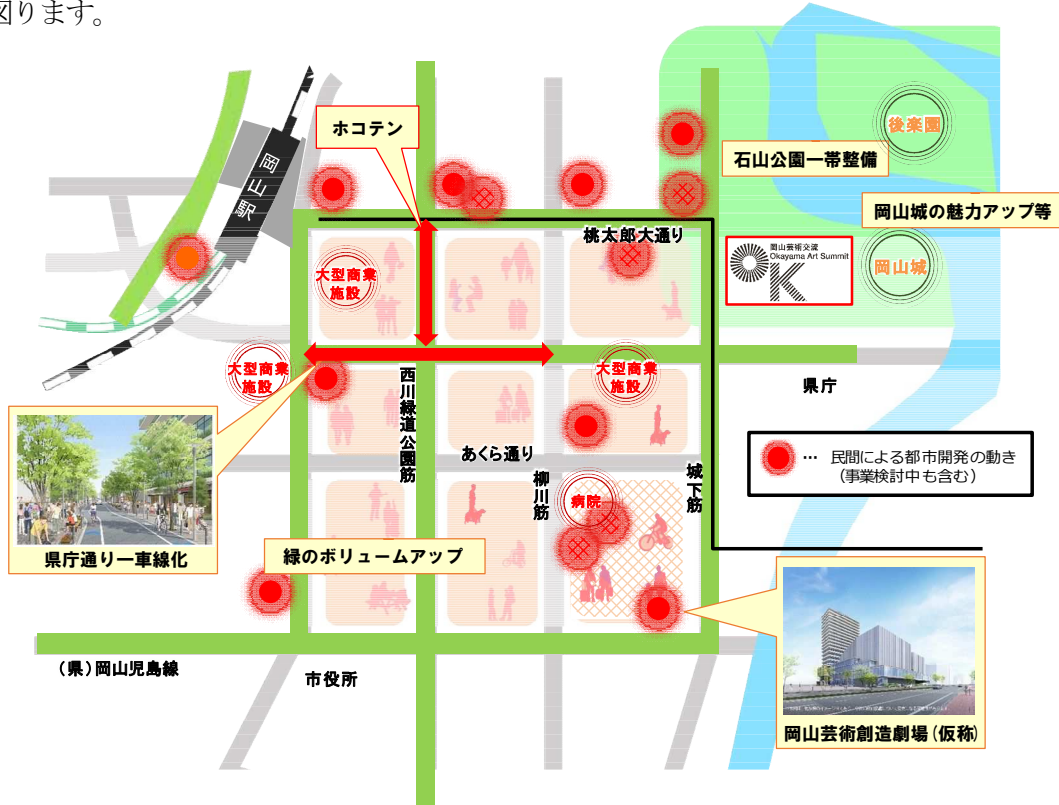 図ります。
ホコテン
後楽園
石山公園一帯整備
岡山駅
岡山城の魅力アップ等
桃太郎大通り
岡山芸術交流
Okayama Art Summit
岡山城
大型商業
施設
大型商業
施設
大型商業
施設
県庁
西川緑道公園筋
あくら通り
柳川筋
城下筋
… 民間による都市開発の動き
(事業検討中も含む)
病院
県庁通り一車線化
緑のボリュームアップ
(県)岡山児島線
市役所
岡山芸術創造劇場(仮称)